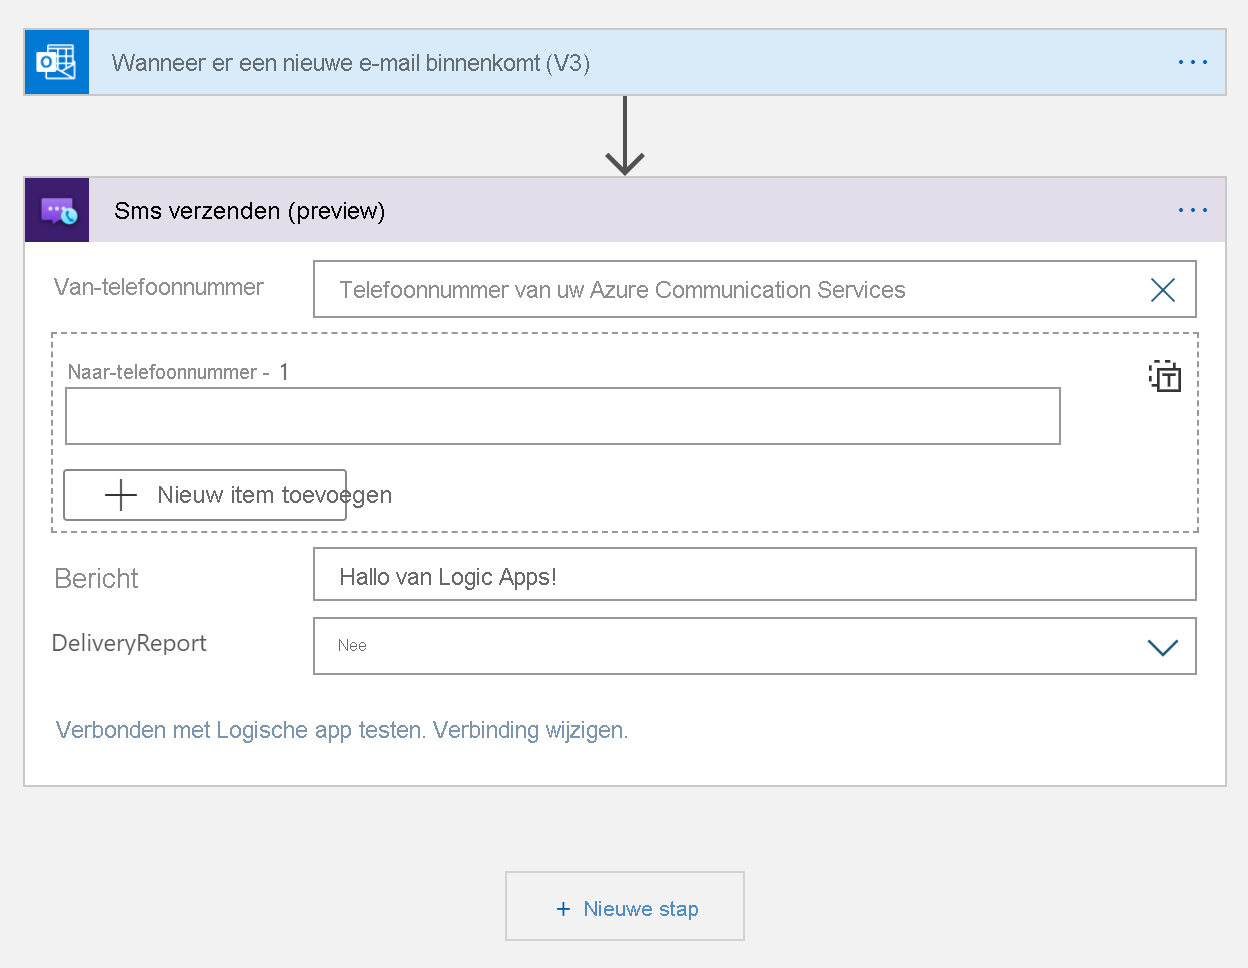 Wanneer er een nieuwe e-mail binnenkomt (V3)
Sms verzenden (preview)
Van-telefoonnummer
Telefoonnummer van uw Azure Communication Services
Naar-telefoonnummer - 1
Nieuw item toevoegen
Bericht
Hallo van Logic Apps!
DeliveryReport
Nee
Verbonden met Logische app testen. Verbinding wijzigen.
+ Nieuwe stap